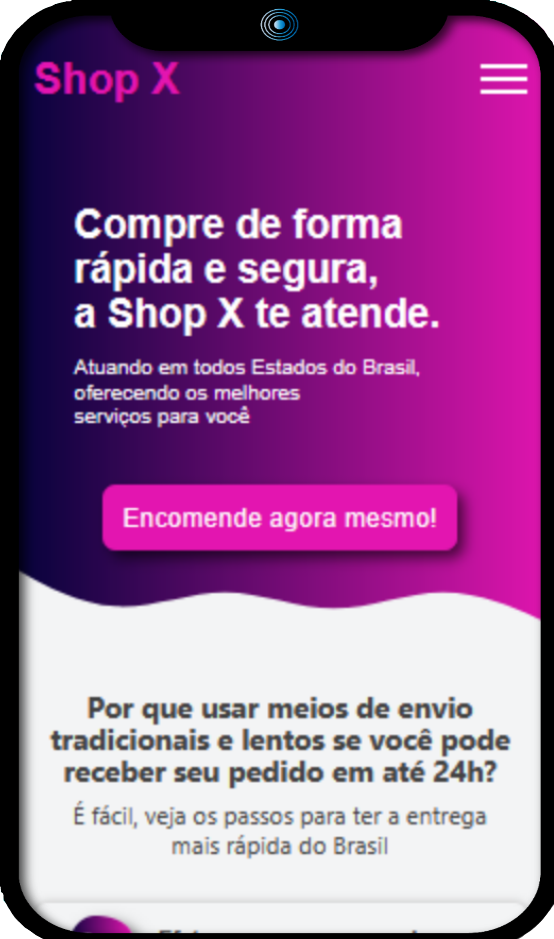 Shop X
Compre de forma
rápida e segura,
a Shop X te atende.
Atuando em todos Estados do Brasil,
oferecendo os melhores
serviços para você
Encomende agora mesmo!
Por que usar meios de envio
tradicionais e lentos se você pode
receber seu pedido em até 24h?
É fácil, veja os passos para ter a entrega
mais rápida do Brasil